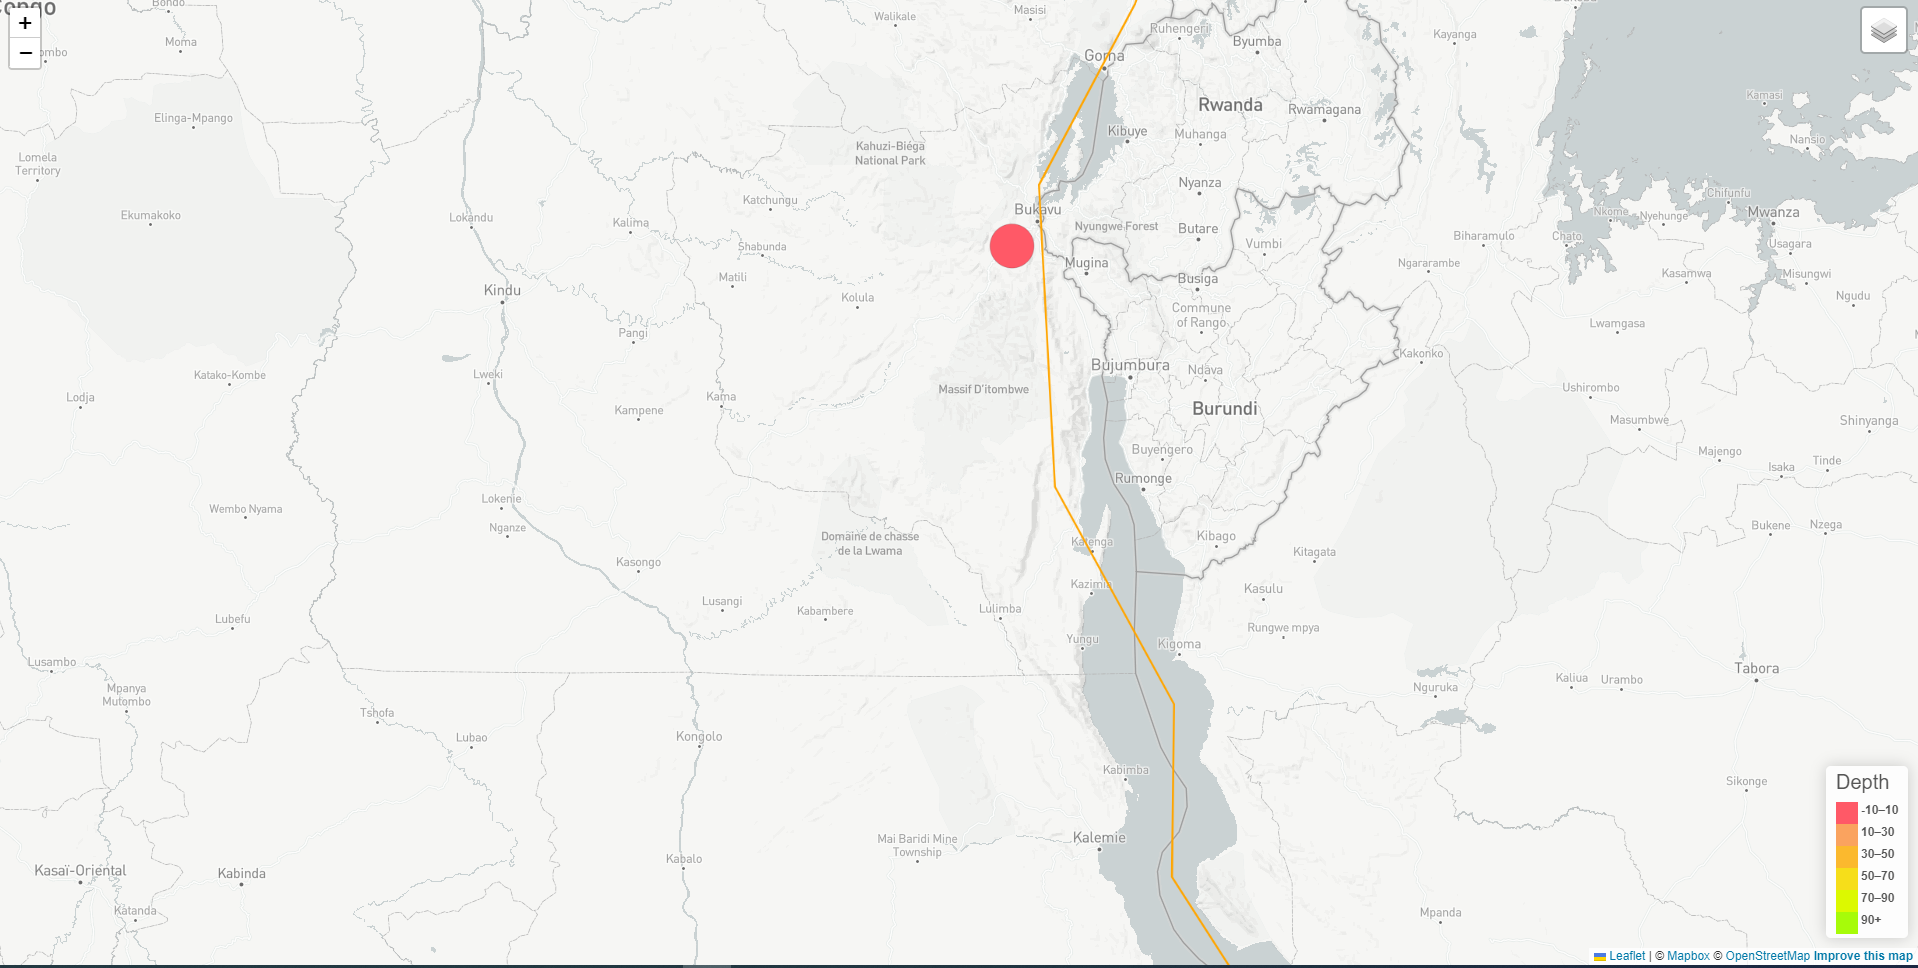 Congo
+
−
Bondo
Walikale
Masisi
Ruhengeri
Byumba
Kayanga
Moma
Goma
Rwanda
Rwamagana
Kamasi
Elinga-Mpango
Kibuye
Muhanga
Nansio
Kahuzi-Biéga
National Park
Lomela
Territory
Nyanza
Chifunfu
Katchungu
Bukavu
Nkome
Nyehunge
Mwanza
Ekumakoko
Lokandu
Kalima
Nyungwe Forest
Butare
Biharamulo
Chato
Usagara
Shabunda
Vumbi
Mugina
Ngararambe
Kasamwa
Misungwi
Matili
Busiga
Kindu
Kolula
Ngudu
Commune
of Rango
Pangi
Lwamgasa
Kakonko
Katako-Kombe
Lweki
Bujumbura
Ndava
Massif D'itombwe
Ushirombo
Lodja
Kama
Burundi
Kampene
Masumbwe
Shinyanga
Buyengero
Majengo
Tinde
Isaka
Rumonge
Lokenie
Wembo Nyama
Nganze
Bukene
Nzega
Domaine de chasse
de la Lwama
Katenga
Kibago
Kitagata
Kasongo
Kazimia
Kasulu
Lusangi
Kabambere
Lulimba
Lubefu
Rungwe mpya
Yungu
Kigoma
Lusambo
Tabora
Kaliua
Urambo
Mpanya
Mutombo
Nguruka
Tshofa
Lubao
Kongolo
Kabimba
Sikonge
Depth
-10–10
10–30
30–50
50–70
70–90
90+
Kalemie
Mai Baridi Mine
Township
Kabalo
Kasaï-Oriental
Kabinda
Katanda
Mpanda
Leaflet | © Mapbox © OpenStreetMap Improve this map